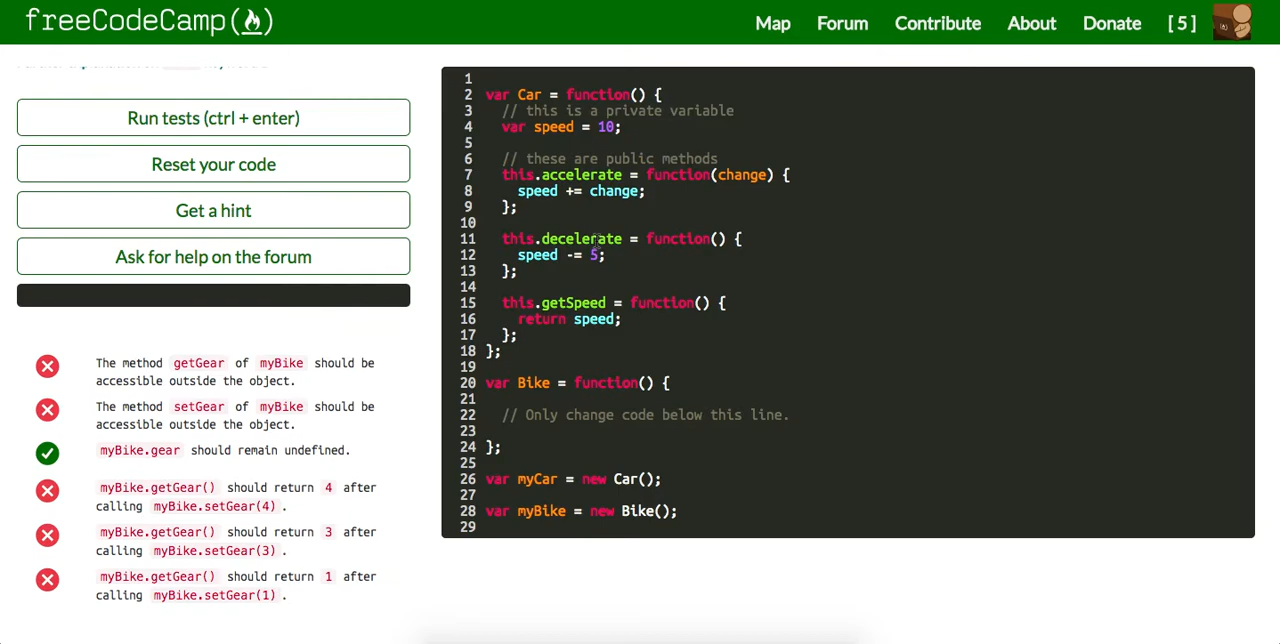 freeCodeCamp(🔥)
Map Forum Contribute About Donate [ 5 ]
Run tests (ctrl + enter)
Reset your code
Get a hint
Ask for help on the forum
The method getGear of myBike should be
accessible outside the object.
The method setGear of myBike should be
accessible outside the object.
myBike.gear should remain undefined.
myBike.getGear() should return 4 after
calling myBike.setGear(4).
myBike.getGear() should return 3 after
calling myBike.setGear(3).
myBike.getGear() should return 1 after
calling myBike.setGear(1).
1
2 var Car = function() {
3   // this is a private variable
4   var speed = 10;
5
6   // these are public methods
7   this.accelerate = function(change) {
8     speed += change;
9   };
10
11   this.decelerate = function() {
12     speed -= 5;
13   };
14
15   this.getSpeed = function() {
16     return speed;
17   };
18 };
19
20 var Bike = function() {
21
22   // Only change code below this line.
23
24 };
25
26 var myCar = new Car();
27
28 var myBike = new Bike();
29